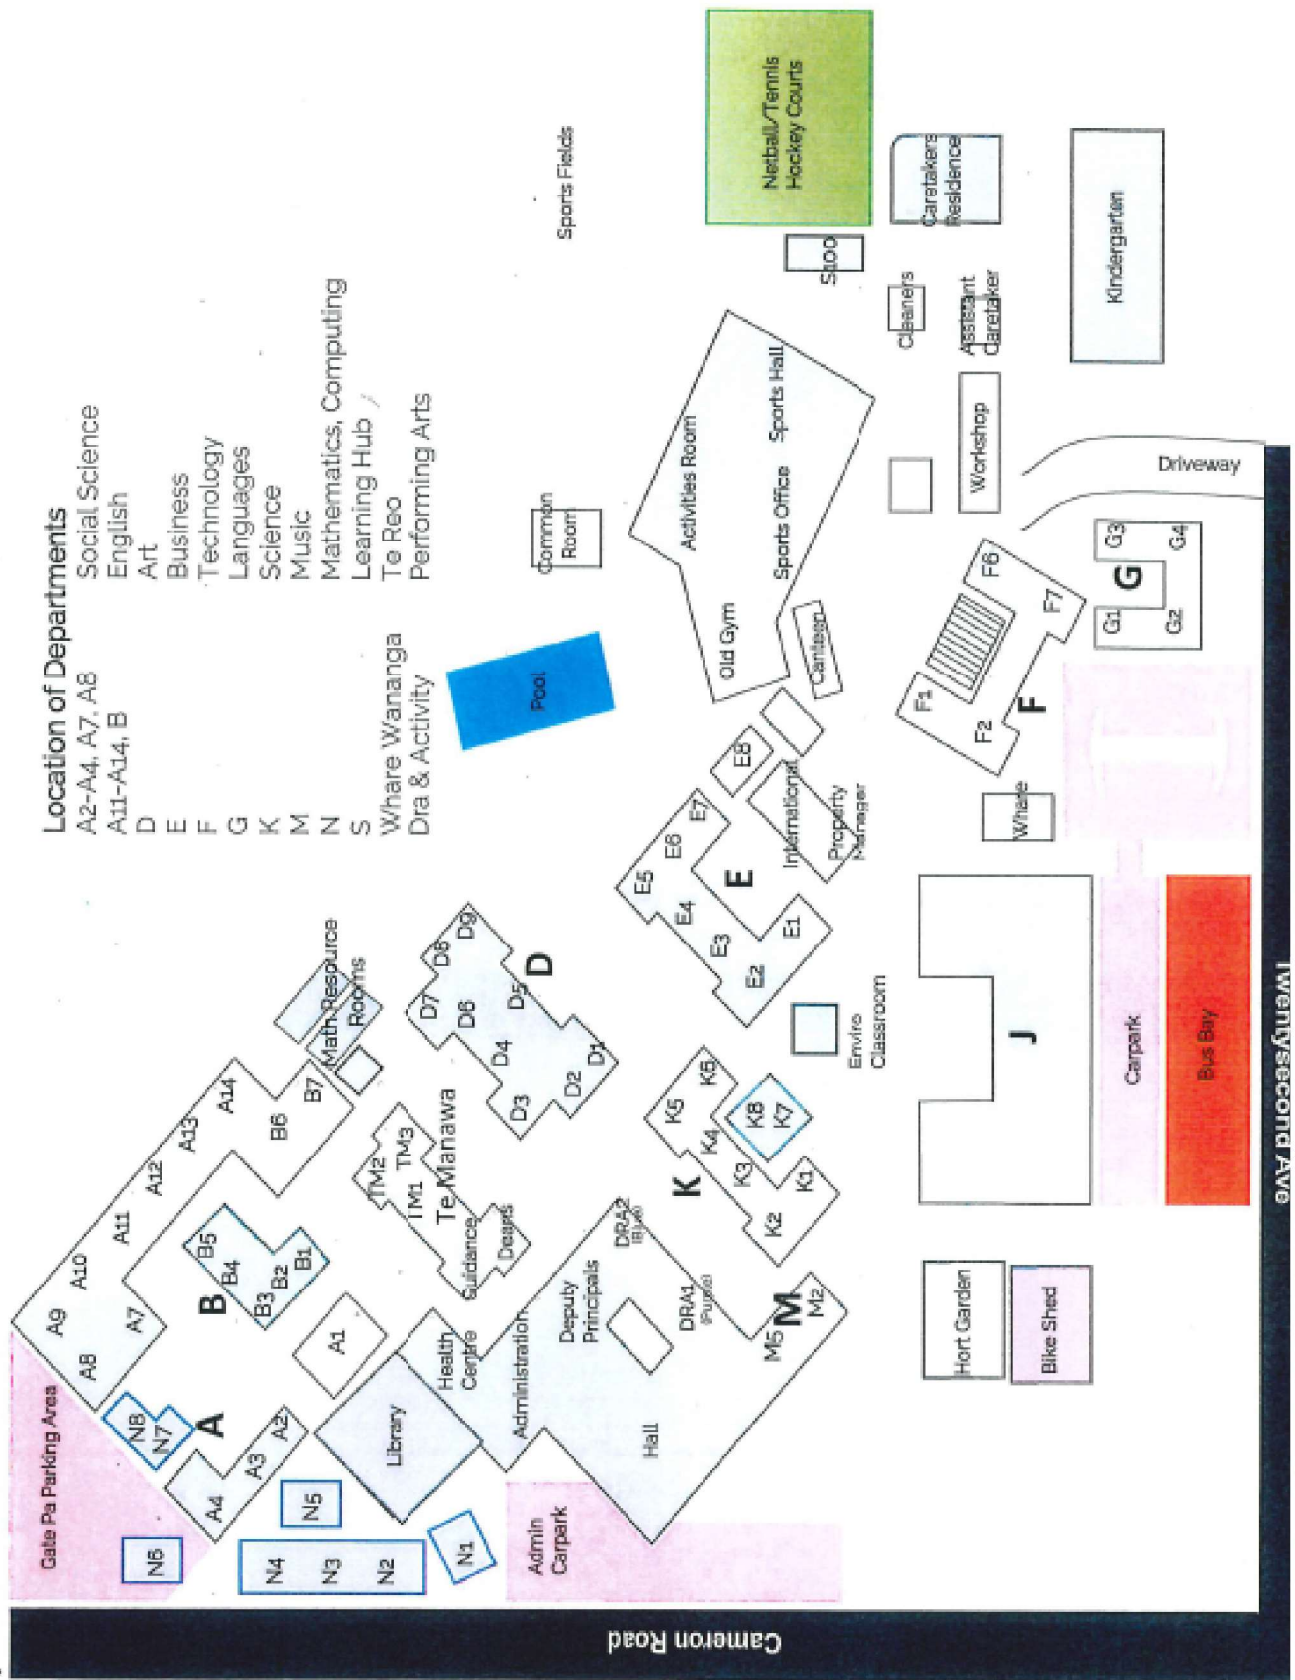 Location of Departments
A2-A4, A7, A8 Social Science
A11-A14, B English
D Art
E Business
F Technology
G Languages
K Science
M Music
N Mathematics, Computing
S Learning Hub
Whare Wananga Te Reo
Dra & Activity Performing Arts
Gate Pa Parking Area
A8
A9
A10
A11
A12
A13
A14
A7
N8
N7
A
A4
A3
A2
A1
N6
N5
N4
N3
N2
N1
B
B5
B4
B3
B2
B1
B6
B7
Math Resource
Rooms
TM2
TM1
TM3
Te Manawa
Guidance
Deans
Library
Health
Centre
Administration
Admin
Carpark
Deputy
Principals
Hall
DRA2
(Blue)
DRA1
(Purple)
M5
M
M2
D7
D8
D9
D6
D5
D
D4
D3
D2
D1
Pool
Common
Room
Sports Fields
K
K5
K6
K4
K3
K2
K1
K8
K7
E5
E6
E7
E8
E4
E3
E2
E1
E
International
Property
Manager
Enviro
Classroom
Old Gym
Activities Room
Sports Office
Sports Hall
Canteen
Netball/Tennis
Hockey Courts
S100
Cleaners
Caretakers
Residence
Assistant
Caretaker
Workshop
Kindergarten
Driveway
F1
F2
F6
F7
F
G1
G2
G3
G4
G
Whare
J
Carpark
Bus Bay
Hort Garden
Bike Shed
Cameron Road
Twentysecond Ave